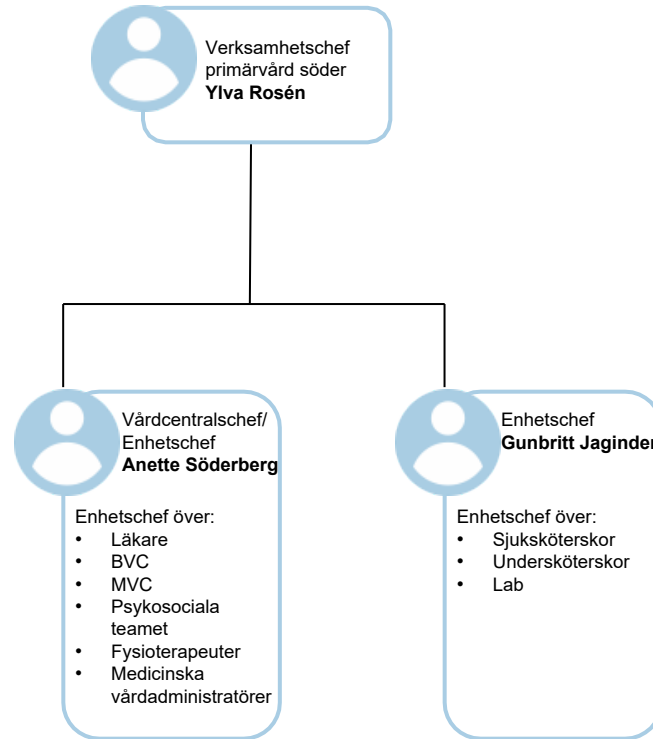 Verksamhetschef
primärvård söder
Ylva Rosén
Vårdcentralschef/
Enhetschef
Anette Söderberg
Enhetschef över:
• Läkare
• BVC
• MVC
• Psykosociala
teamet
• Fysioterapeuter
• Medicinska
vårdadministratörer
Enhetschef
Gunbritt Jaginder
Enhetschef över:
• Sjuksköterskor
• Undersköterskor
• Lab